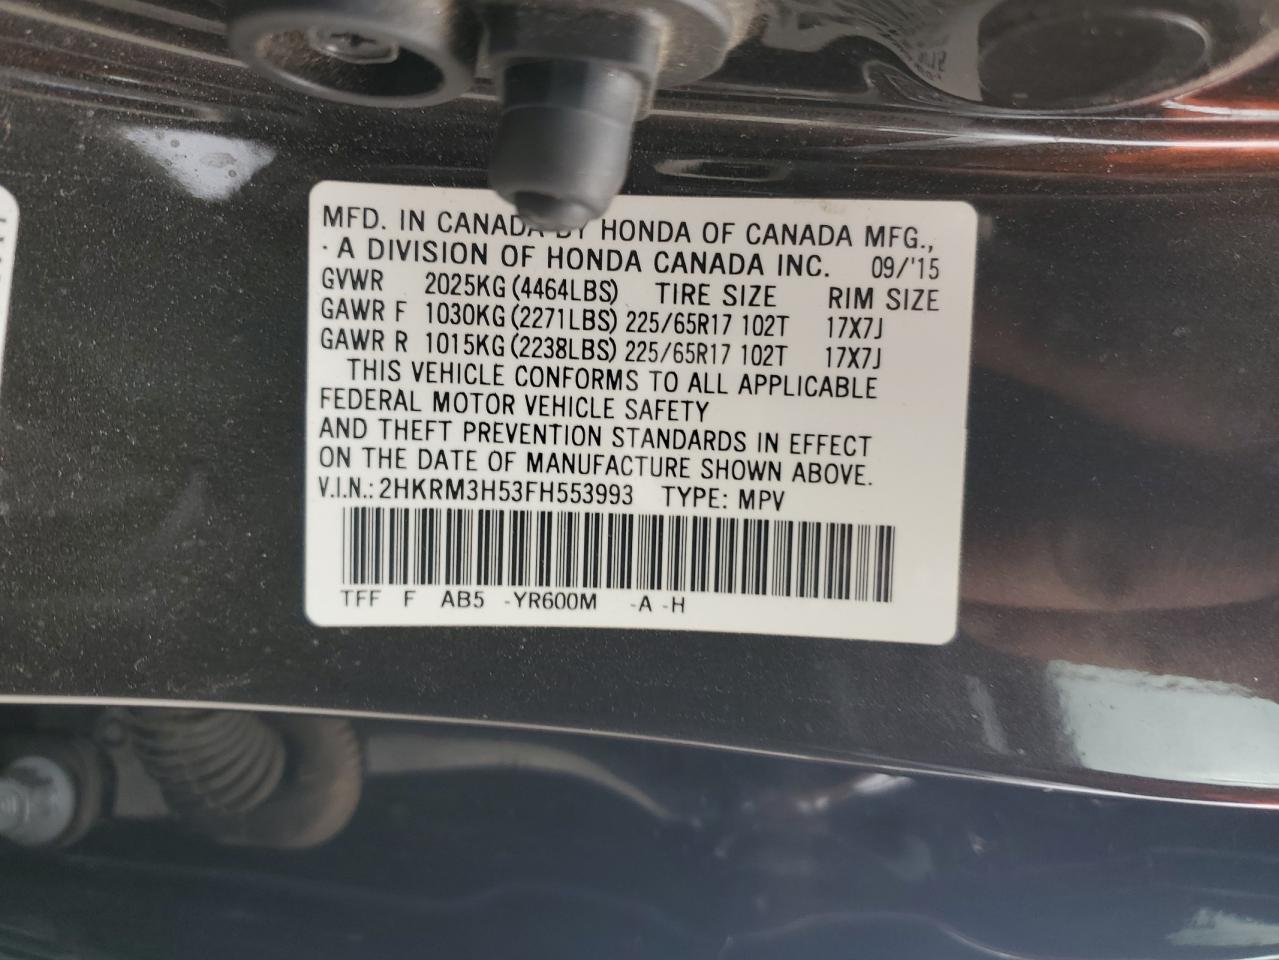 MFD. IN CANADA BY HONDA OF CANADA MFG.,
· A DIVISION OF HONDA CANADA INC. 09/'15
GVWR 2025KG (4464LBS) TIRE SIZE RIM SIZE
GAWR F 1030KG (2271LBS) 225/65R17 102T 17X7J
GAWR R 1015KG (2238LBS) 225/65R17 102T 17X7J
THIS VEHICLE CONFORMS TO ALL APPLICABLE
FEDERAL MOTOR VEHICLE SAFETY
AND THEFT PREVENTION STANDARDS IN EFFECT
ON THE DATE OF MANUFACTURE SHOWN ABOVE.
V.I.N.: 2HKRM3H53FH553993 TYPE: MPV
TFF F AB5 -YR600M -A -H